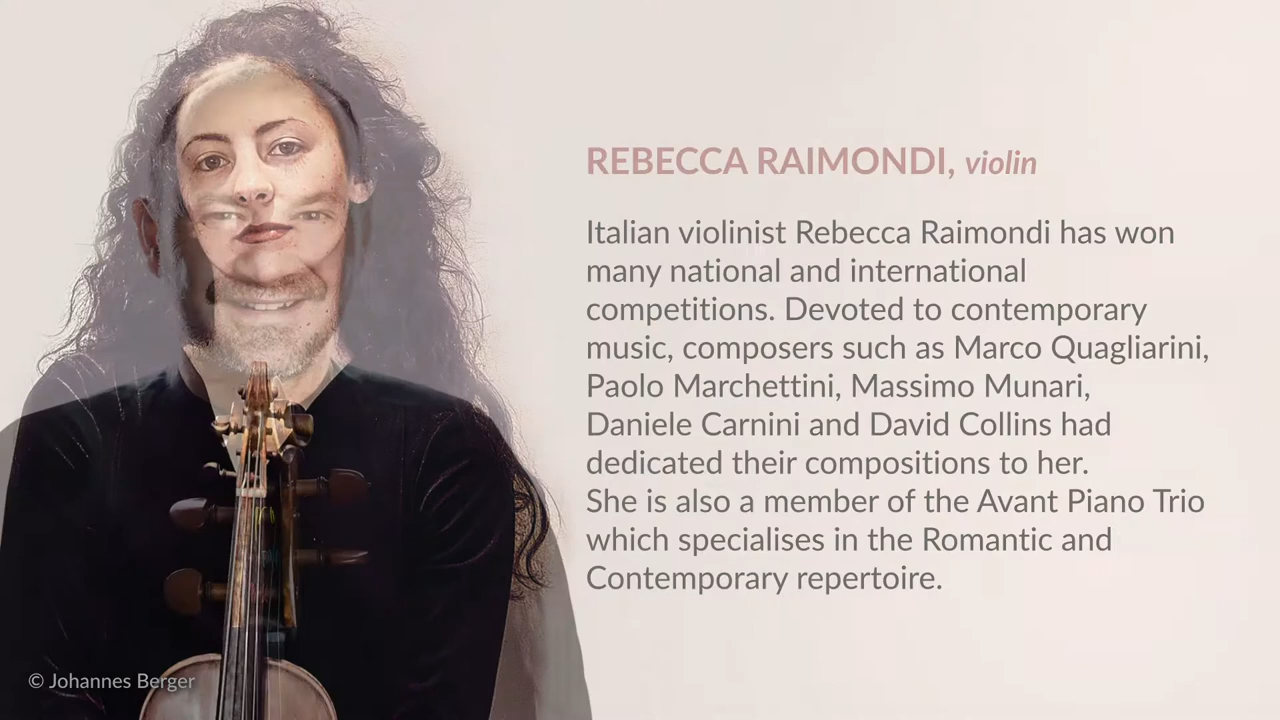 REBECCA RAIMONDI, violin
Italian violinist Rebecca Raimondi has won
many national and international
competitions. Devoted to contemporary
music, composers such as Marco Quagliarini,
Paolo Marchettini, Massimo Munari,
Daniele Carnini and David Collins had
dedicated their compositions to her.
She is also a member of the Avant Piano Trio
which specialises in the Romantic and
Contemporary repertoire.
© Johannes Berger